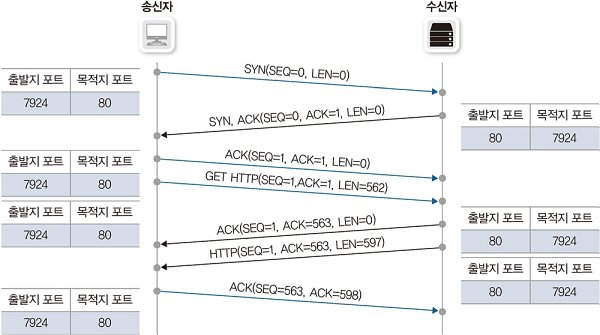 송신자
수신자
SYN(SEQ=0, LEN=0)
출발지 포트 목적지 포트
7924 80
SYN, ACK(SEQ=0, ACK=1, LEN=0)
출발지 포트 목적지 포트
80 7924
ACK(SEQ=1, ACK=1, LEN=0)
출발지 포트 목적지 포트
7924 80
GET HTTP(SEQ=1,ACK=1, LEN=562)
출발지 포트 목적지 포트
7924 80
ACK(SEQ=1, ACK=563, LEN=0)
출발지 포트 목적지 포트
80 7924
HTTP(SEQ=1, ACK=563, LEN=597)
출발지 포트 목적지 포트
80 7924
ACK(SEQ=563, ACK=598)
출발지 포트 목적지 포트
7924 80